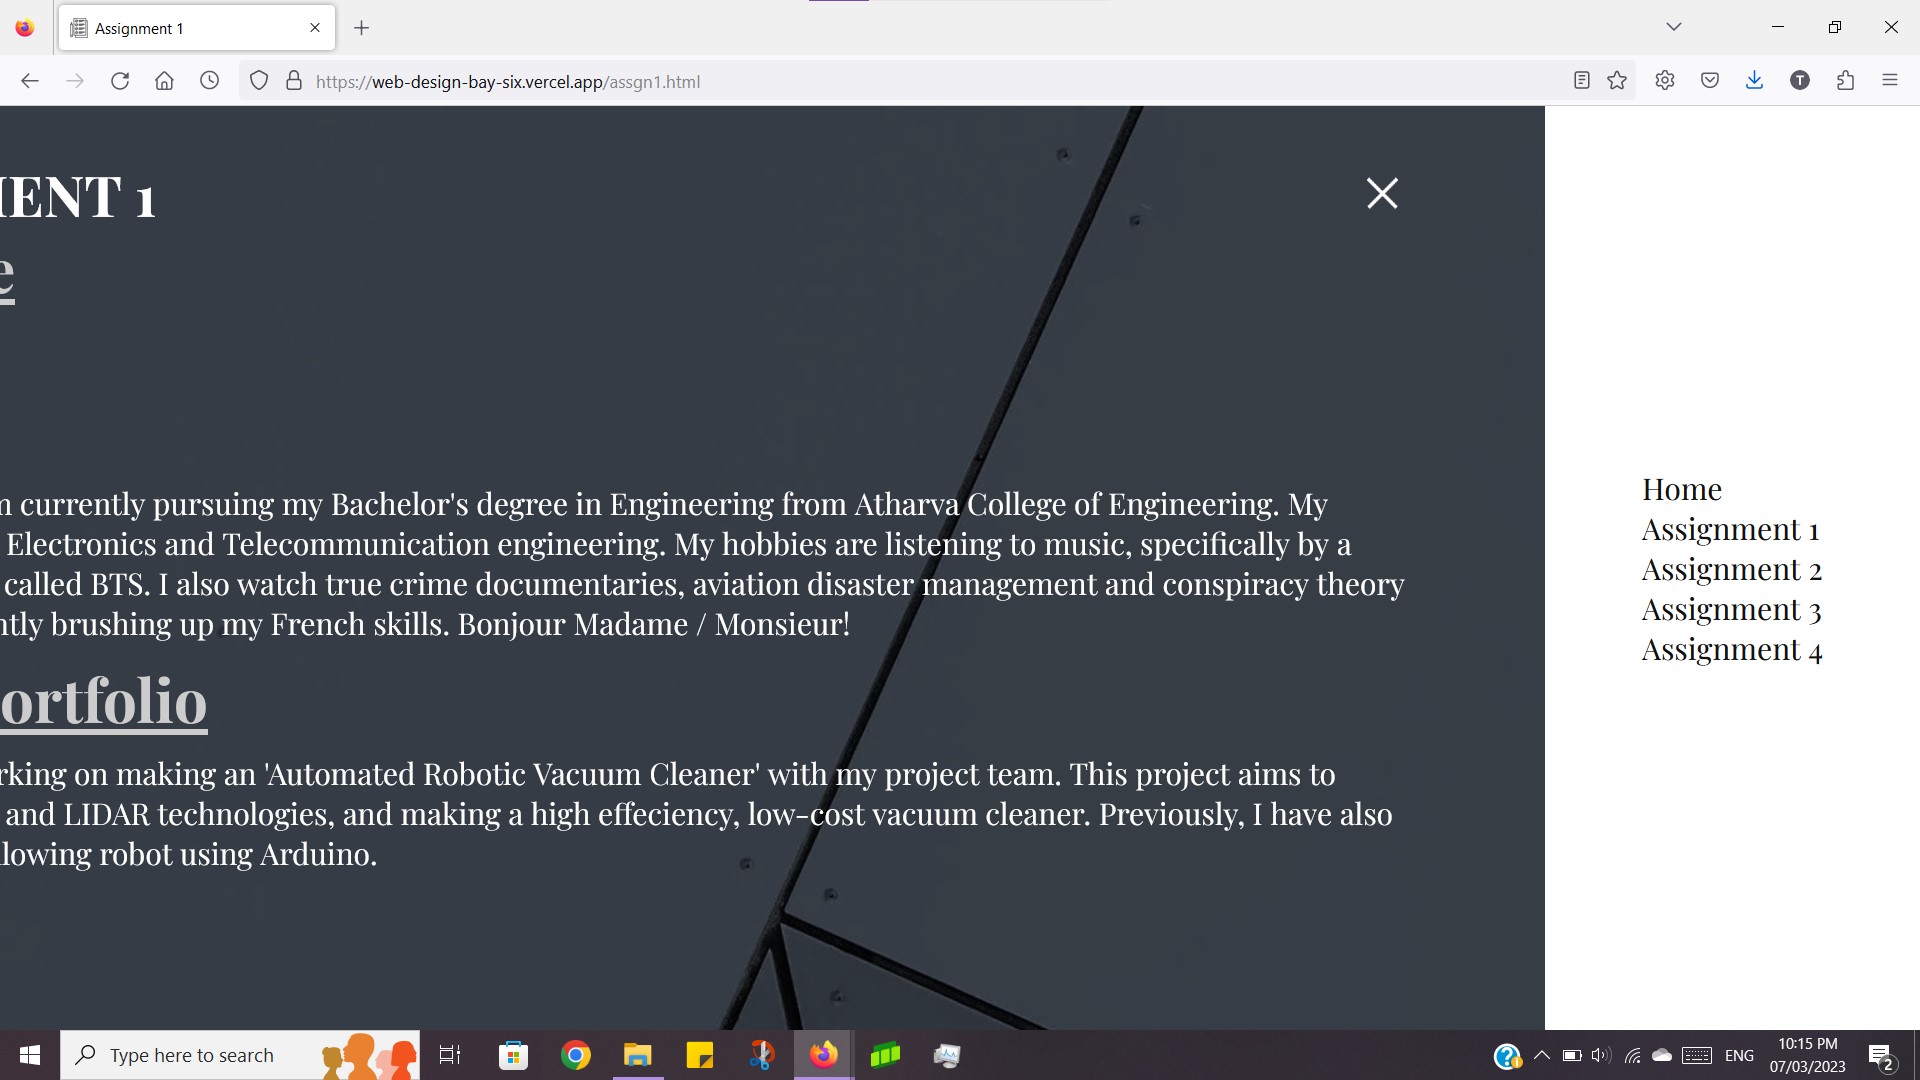 Assignment 1
https://web-design-bay-six.vercel.app/assgn1.html
T
MENT 1
e
Home
Assignment 1
Assignment 2
Assignment 3
Assignment 4
m currently pursuing my Bachelor's degree in Engineering from Atharva College of Engineering. My
Electronics and Telecommunication engineering. My hobbies are listening to music, specifically by a
called BTS. I also watch true crime documentaries, aviation disaster management and conspiracy theory
ntly brushing up my French skills. Bonjour Madame / Monsieur!
ortfolio
rking on making an 'Automated Robotic Vacuum Cleaner' with my project team. This project aims to
and LIDAR technologies, and making a high effeciency, low-cost vacuum cleaner. Previously, I have also
llowing robot using Arduino.
Type here to search
ENG
10:15 PM
07/03/2023
2